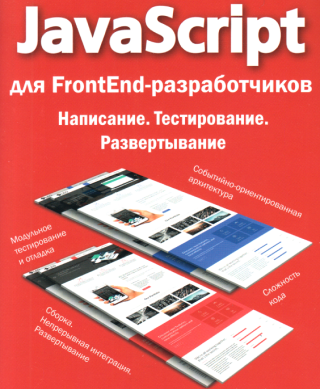 JavaScript
для FrontEnd-разработчиков
Написание. Тестирование.
Развертывание
Событийно-ориентированная
архитектура
Модульное
тестирование
и отладка
Сложность
кода
Сборка.
Непрерывная интеграция.
Развертывание